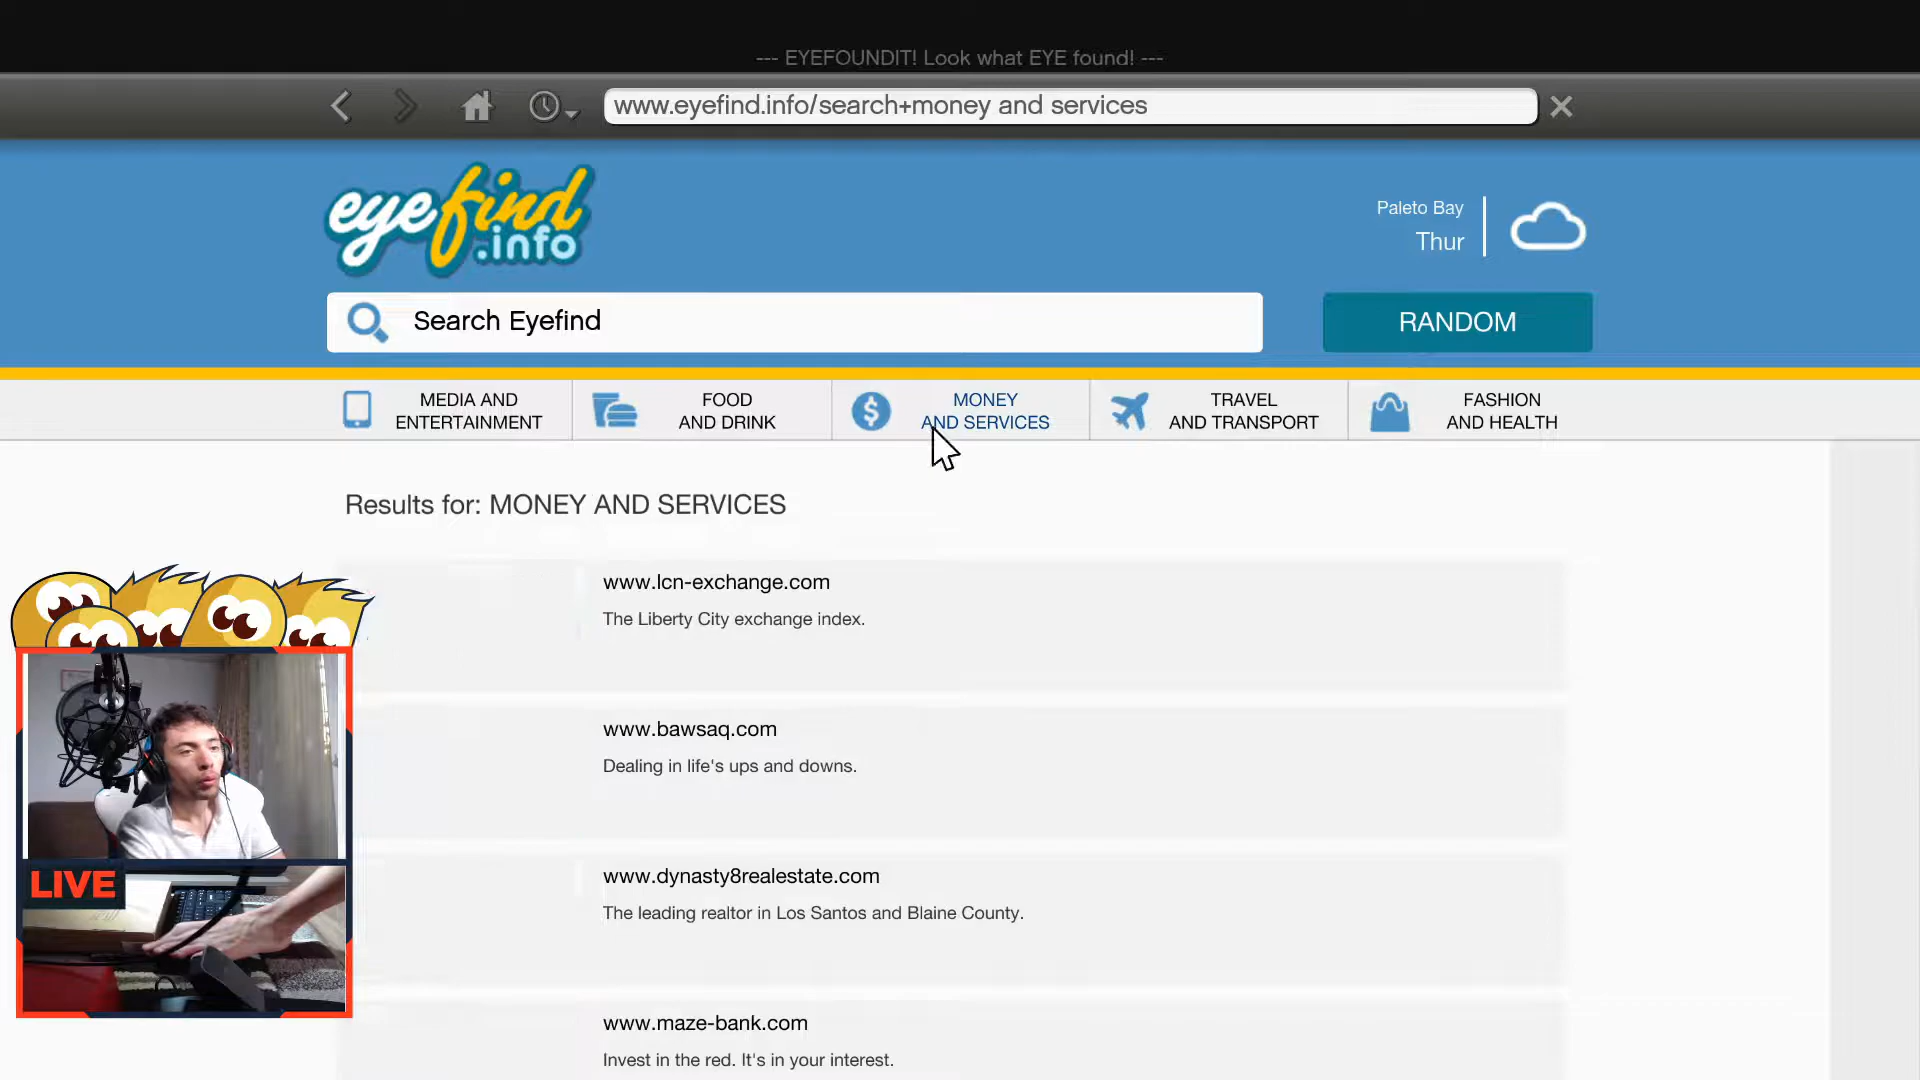 --- EYEFOUNDIT! Look what EYE found! ---
www.eyefind.info/search+money and services
eyefind
.info
Paleto Bay
Thur
Search Eyefind
RANDOM
MEDIA AND
ENTERTAINMENT
FOOD
AND DRINK
MONEY
AND SERVICES
TRAVEL
AND TRANSPORT
FASHION
AND HEALTH
Results for: MONEY AND SERVICES
www.lcn-exchange.com
The Liberty City exchange index.
www.bawsaq.com
Dealing in life's ups and downs.
www.dynasty8realestate.com
The leading realtor in Los Santos and Blaine County.
www.maze-bank.com
Invest in the red. It's in your interest.
LIVE